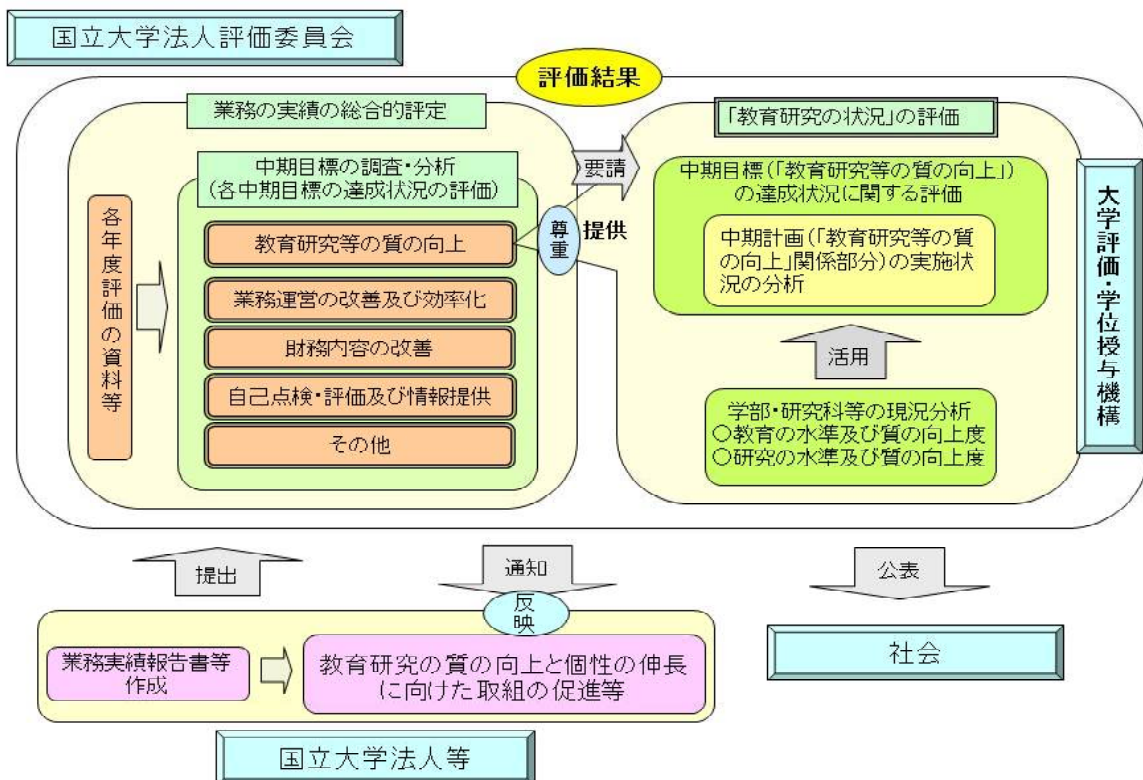 国立大学法人評価委員会
評価結果
業務の実績の総合的評定
中期目標の調査・分析
(各中期目標の達成状況の評価)
各年度評価の資料等
教育研究等の質の向上
業務運営の改善及び効率化
財務内容の改善
自己点検・評価及び情報提供
その他
要請
尊重
提供
「教育研究の状況」の評価
中期目標(「教育研究等の質の向上」)
の達成状況に関する評価
中期計画(「教育研究等の質
の向上」関係部分)の実施状
況の分析
活用
学部・研究科等の現況分析
○教育の水準及び質の向上度
○研究の水準及び質の向上度
大学評価・学位授与機構
提出
通知
公表
反映
業務実績報告書等
作成
教育研究の質の向上と個性の伸長
に向けた取組の促進等
社会
国立大学法人等